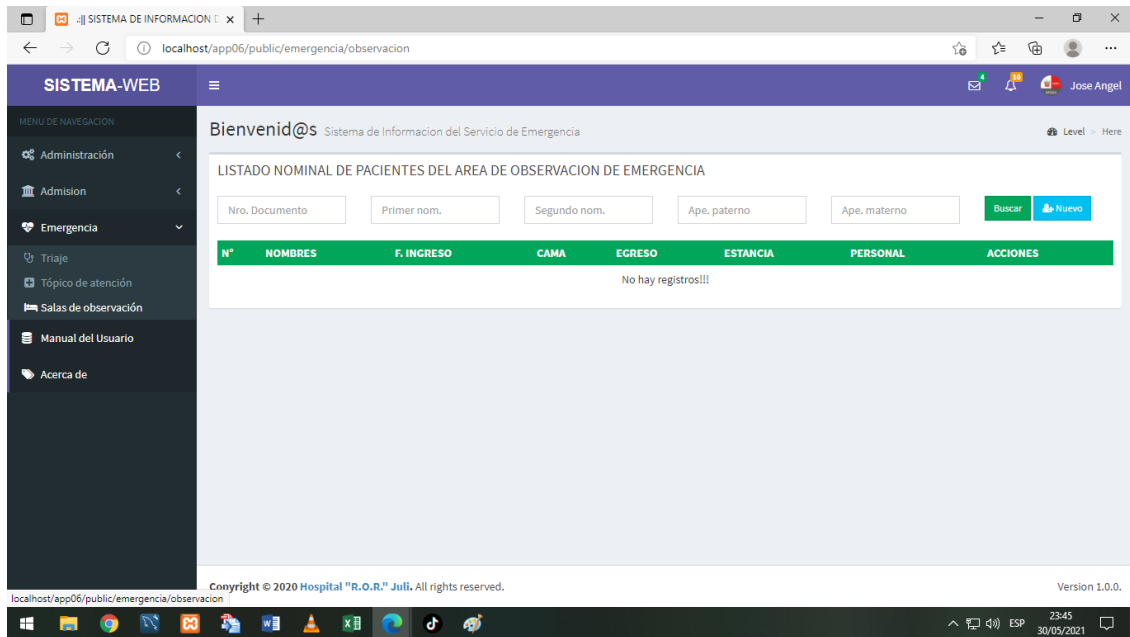 .:|| SISTEMA DE INFORMACION D
localhost/app06/public/emergencia/observacion
SISTEMA-WEB
4
10
Jose Angel
MENU DE NAVEGACION
Bienvenid@s Sistema de Informacion del Servicio de Emergencia
Level > Here
Administración
Admision
Emergencia
Triaje
Tópico de atención
Salas de observación
Manual del Usuario
Acerca de
LISTADO NOMINAL DE PACIENTES DEL AREA DE OBSERVACION DE EMERGENCIA
Nro. Documento Primer nom. Segundo nom. Ape. paterno Ape. materno Buscar Nuevo
N° NOMBRES F. INGRESO CAMA EGRESO ESTANCIA PERSONAL ACCIONES
No hay registros!!!
Copyright © 2020 Hospital "R.O.R." Juli. All rights reserved.
Version 1.0.0.
localhost/app06/public/emergencia/observacion
ESP
23:45
30/05/2021